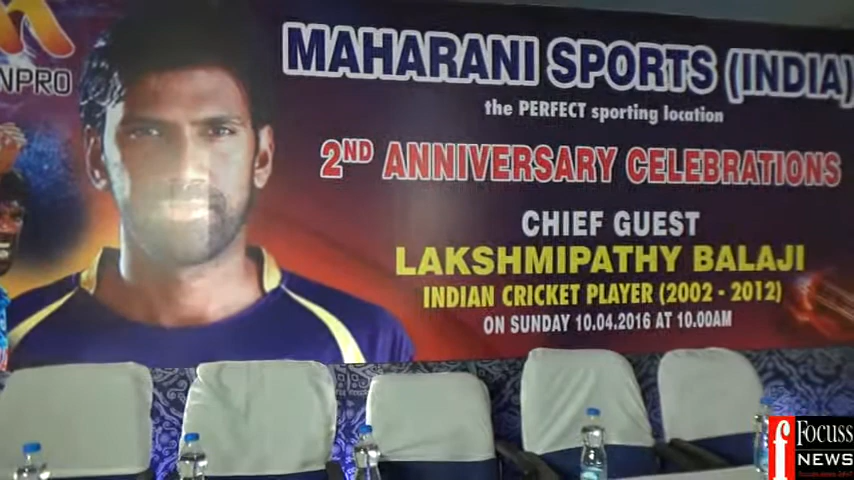 NPRO
MAHARANI SPORTS (INDIA)
the PERFECT sporting location
2ND ANNIVERSARY CELEBRATIONS
CHIEF GUEST
LAKSHMIPATHY BALAJI
INDIAN CRICKET PLAYER (2002 - 2012)
ON SUNDAY 10.04.2016 AT 10.00AM
f Focuss
NEWS